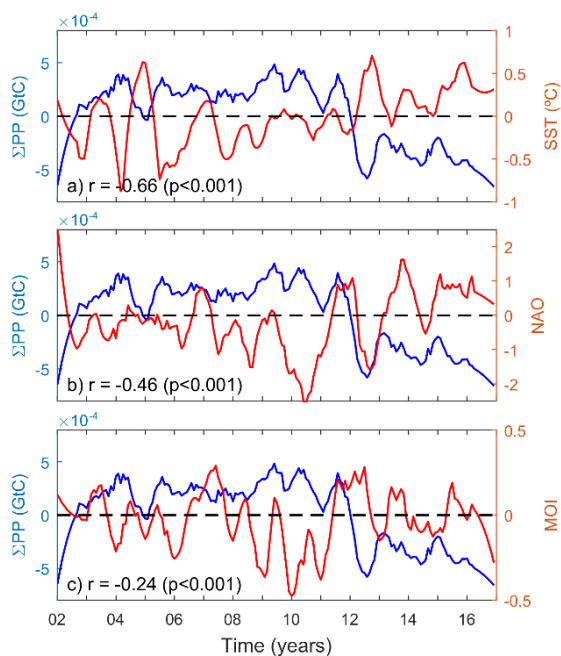 ×10⁻⁴
ΣPP (GtC)
5
0
-5
1
0.5
0
-0.5
-1
SST (ºC)
a) r = -0.66 (p<0.001)
×10⁻⁴
ΣPP (GtC)
5
0
-5
2
1
0
-1
-2
NAO
b) r = -0.46 (p<0.001)
×10⁻⁴
ΣPP (GtC)
5
0
-5
0.5
0
-0.5
MOI
c) r = -0.24 (p<0.001)
02 04 06 08 10 12 14 16
Time (years)